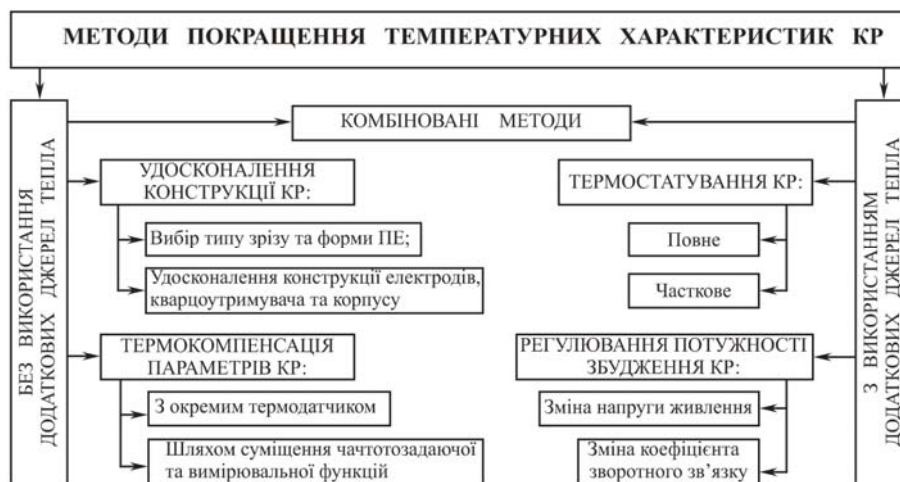 МЕТОДИ ПОКРАЩЕННЯ ТЕМПЕРАТУРНИХ ХАРАКТЕРИСТИК КР
БЕЗ ВИКОРИСТАННЯ
ДОДАТКОВИХ ДЖЕРЕЛ ТЕПЛА
КОМБІНОВАНІ МЕТОДИ
УДОСКОНАЛЕННЯ
КОНСТРУКЦІЇ КР:
Вибір типу зрізу та форми ПЕ;
Удосконалення конструкції електродів,
кварцоутримувача та корпусу
ТЕРМОКОМПЕНСАЦІЯ
ПАРАМЕТРІВ КР:
З окремим термодатчиком
Шляхом суміщення чачтотозадаючої
та вимірювальної функцій
ТЕРМОСТАТУВАННЯ КР:
Повне
Часткове
РЕГУЛЮВАННЯ ПОТУЖНОСТІ
ЗБУДЖЕННЯ КР:
Зміна напруги живлення
Зміна коефіцієнта
зворотного зв’язку
З ВИКОРИСТАННЯМ
ДОДАТКОВИХ ДЖЕРЕЛ ТЕПЛА